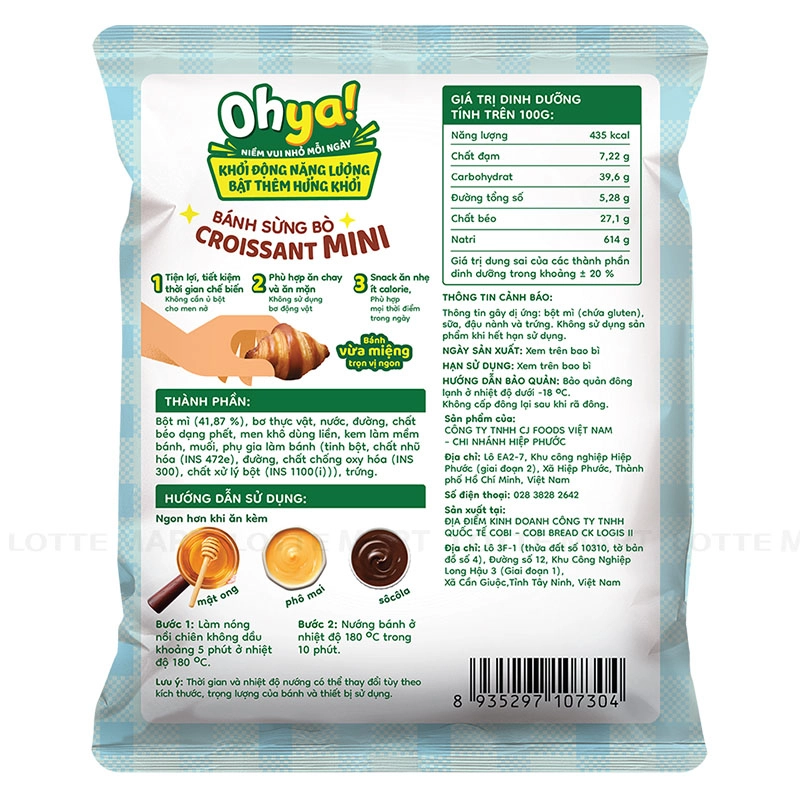 Ohya!
NIỀM VUI NHỎ MỖI NGÀY
KHỞI ĐỘNG NĂNG LƯỢNG
BẬT THÊM HỨNG KHỞI
BÁNH SỪNG BÒ
CROISSANT MINI
1 Tiện lợi, tiết kiệm
thời gian chế biến
Không cần ủ bột
cho men nở
2 Phù hợp ăn chay
và ăn mặn
Không sử dụng
bơ động vật
3 Snack ăn nhẹ
ít calorie,
Phù hợp
mọi thời điểm
trong ngày
Bánh
vừa miệng
trọn vị ngon
THÀNH PHẦN:
Bột mì (41,87 %), bơ thực vật, nước, đường, chất
béo dạng phết, men khô dùng liền, kem làm mềm
bánh, muối, phụ gia làm bánh (tinh bột, chất nhũ
hóa (INS 472e), đường, chất chống oxy hóa (INS
300), chất xử lý bột (INS 1100(i))), trứng.
HƯỚNG DẪN SỬ DỤNG:
Ngon hơn khi ăn kèm
mật ong
phô mai
sôcôla
Bước 1: Làm nóng
nồi chiên không dầu
khoảng 5 phút ở nhiệt
độ 180 ºC.
Bước 2: Nướng bánh ở
nhiệt độ 180 ºC trong
10 phút.
Lưu ý: Thời gian và nhiệt độ nướng có thể thay đổi tùy theo
kích thước, trọng lượng của bánh và thiết bị sử dụng.
GIÁ TRỊ DINH DƯỠNG
TÍNH TRÊN 100G:
Năng lượng 435 kcal
Chất đạm 7,22 g
Carbohydrat 39,6 g
Đường tổng số 5,28 g
Chất béo 27,1 g
Natri 614 g
Giá trị dung sai của các thành phần
dinh dưỡng trong khoảng ± 20 %
THÔNG TIN CẢNH BÁO:
Thông tin gây dị ứng: bột mì (chứa gluten),
sữa, đậu nành và trứng. Không sử dụng sản
phẩm khi hết hạn sử dụng.
NGÀY SẢN XUẤT: Xem trên bao bì
HẠN SỬ DỤNG: Xem trên bao bì
HƯỚNG DẪN BẢO QUẢN: Bảo quản đông
lạnh ở nhiệt độ dưới -18 ºC.
Không cấp đông lại sau khi rã đông.
Sản phẩm của:
CÔNG TY TNHH CJ FOODS VIỆT NAM
- CHI NHÁNH HIỆP PHƯỚC
Địa chỉ: Lô EA2-7, Khu công nghiệp Hiệp
Phước (giai đoạn 2), Xã Hiệp Phước, Thành
phố Hồ Chí Minh, Việt Nam
Số điện thoại: 028 3828 2642
Sản xuất tại:
ĐỊA ĐIỂM KINH DOANH CÔNG TY TNHH
QUỐC TẾ COBI - COBI BREAD CK LOGIS II
Địa chỉ: Lô 3F-1 (thửa đất số 10310, tờ bản
đồ số 4), Đường số 12, Khu Công Nghiệp
Long Hậu 3 (Giai đoạn 1),
Xã Cần Giuộc,Tỉnh Tây Ninh, Việt Nam
8 935297 107304
LOTTE MART LOTTE MART LOTTE MART